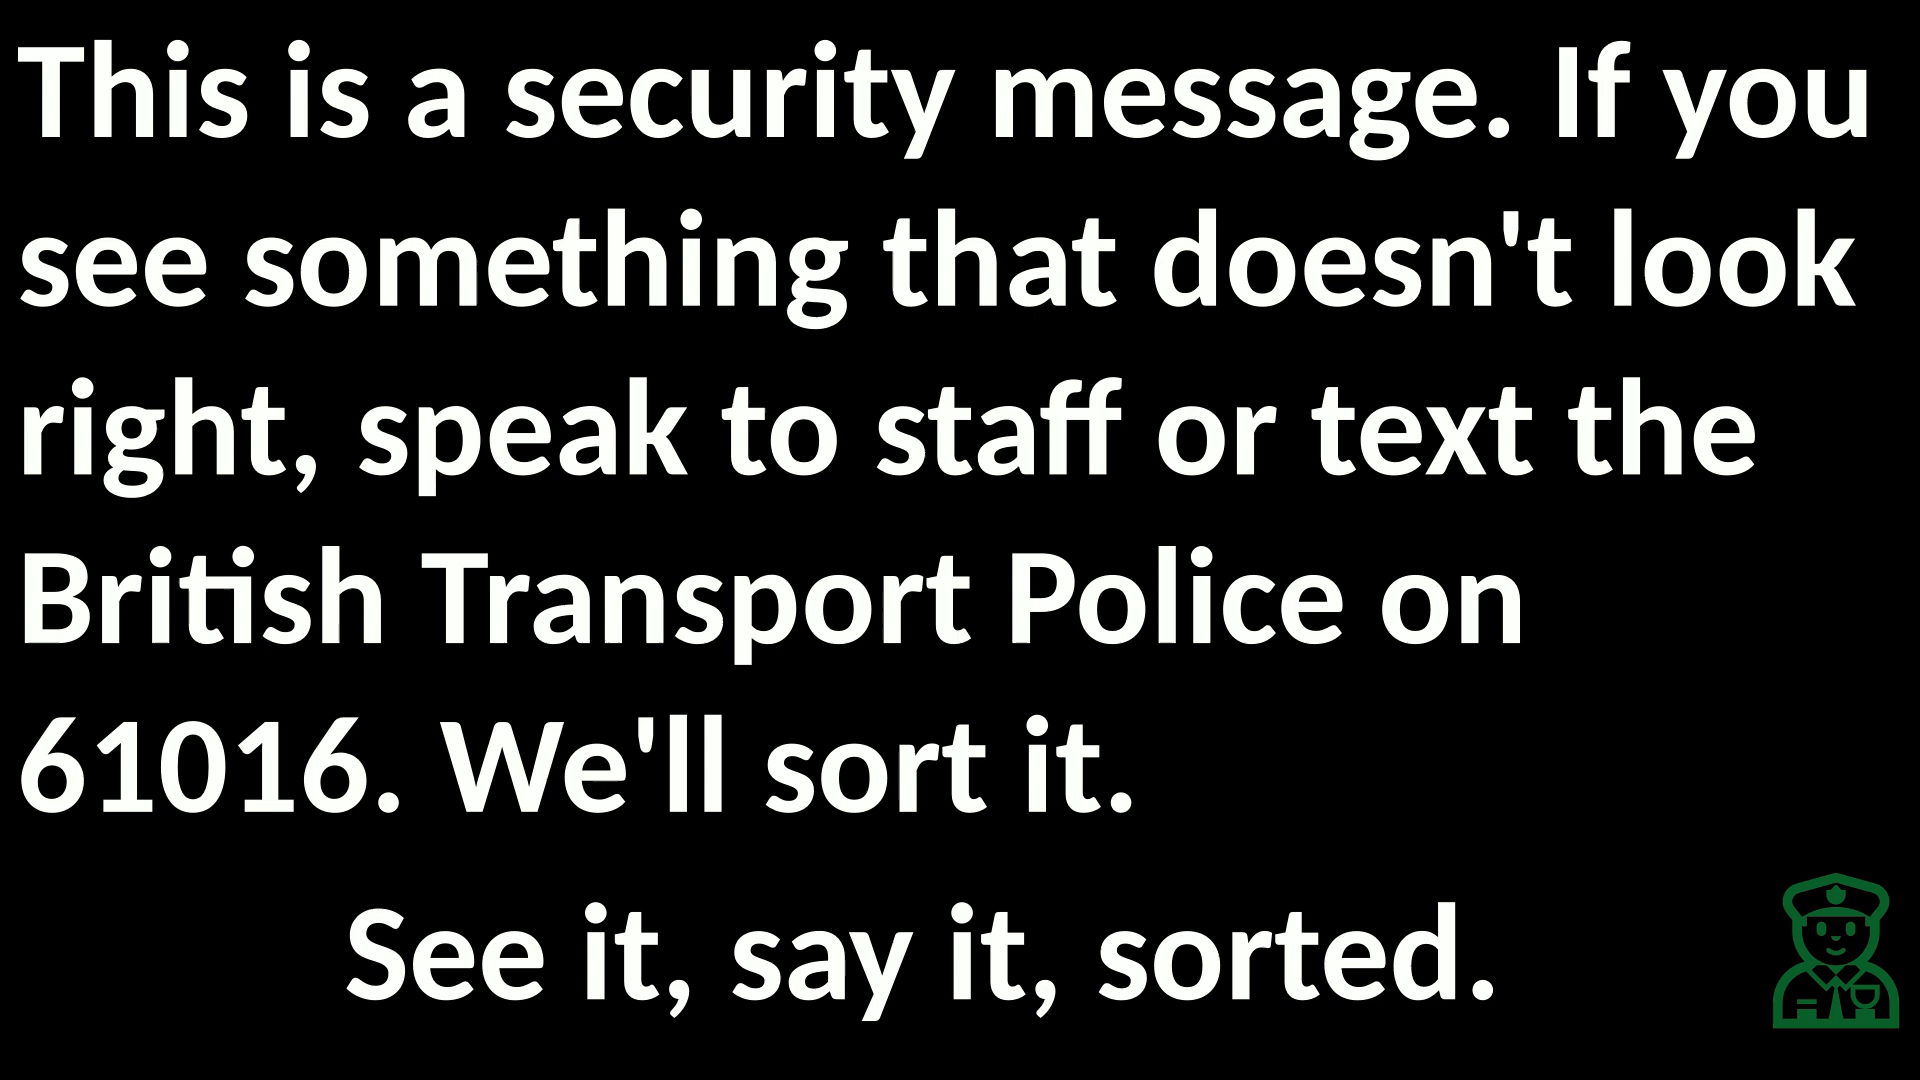 This is a security message. If you
see something that doesn't look
right, speak to staff or text the
British Transport Police on
61016. We'll sort it.
See it, say it, sorted.